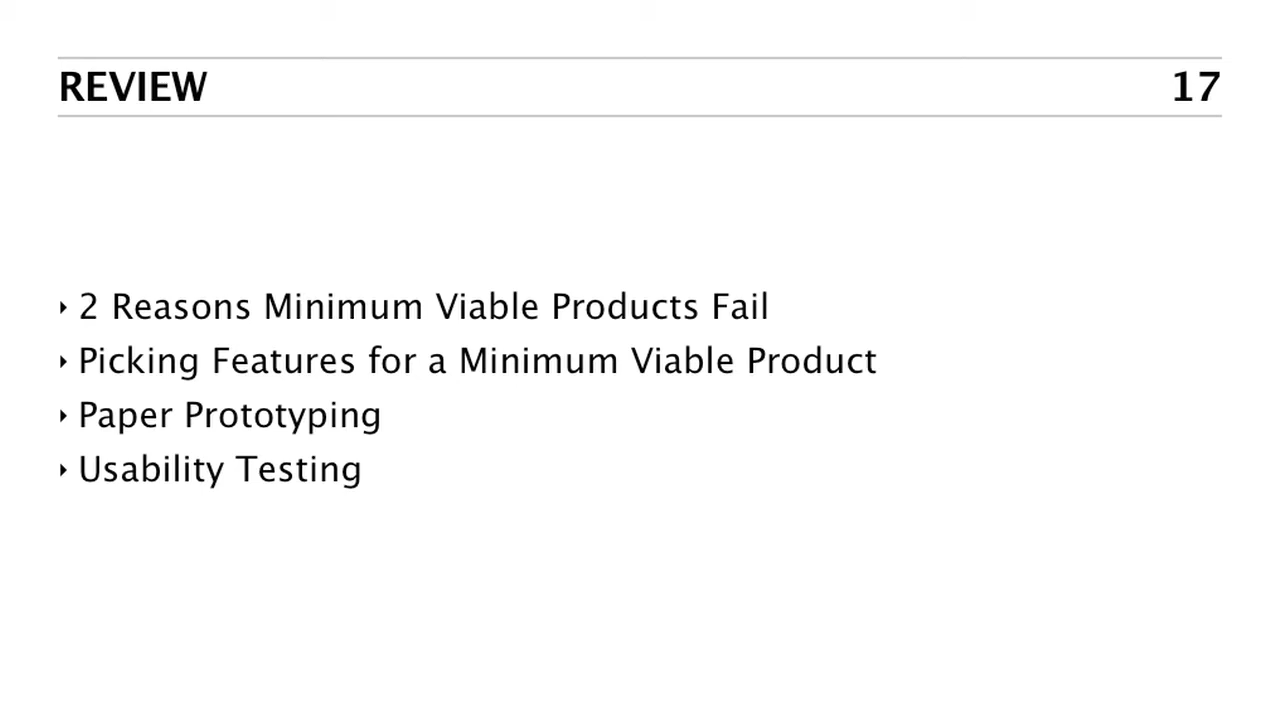 REVIEW 17
‣ 2 Reasons Minimum Viable Products Fail
‣ Picking Features for a Minimum Viable Product
‣ Paper Prototyping
‣ Usability Testing